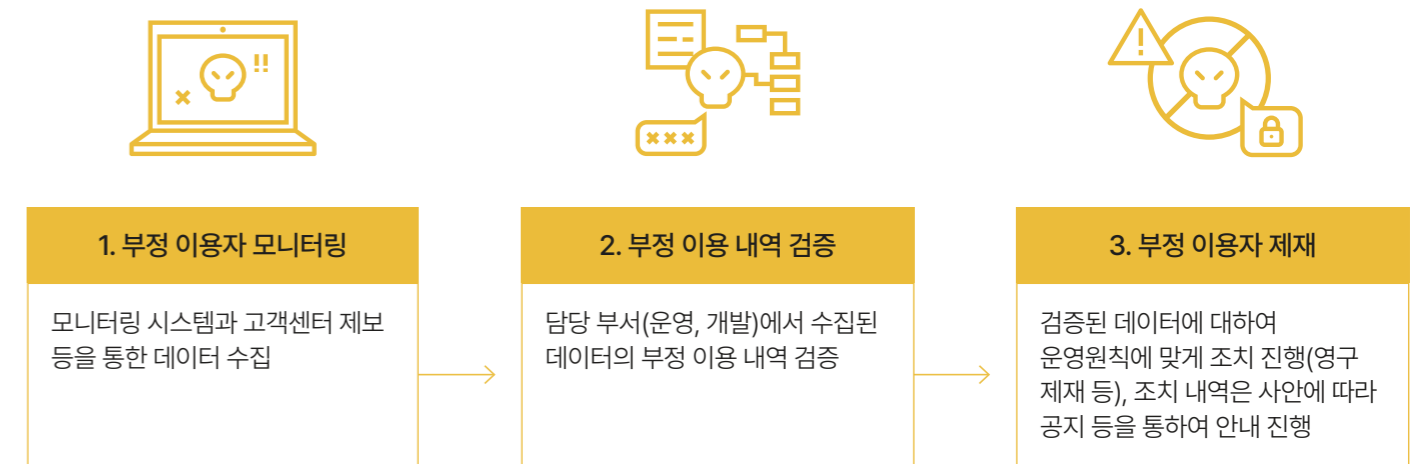 1. 부정 이용자 모니터링
모니터링 시스템과 고객센터 제보
등을 통한 데이터 수집
2. 부정 이용 내역 검증
담당 부서(운영, 개발)에서 수집된
데이터의 부정 이용 내역 검증
3. 부정 이용자 제재
검증된 데이터에 대하여
운영원칙에 맞게 조치 진행(영구
제재 등), 조치 내역은 사안에 따라
공지 등을 통하여 안내 진행